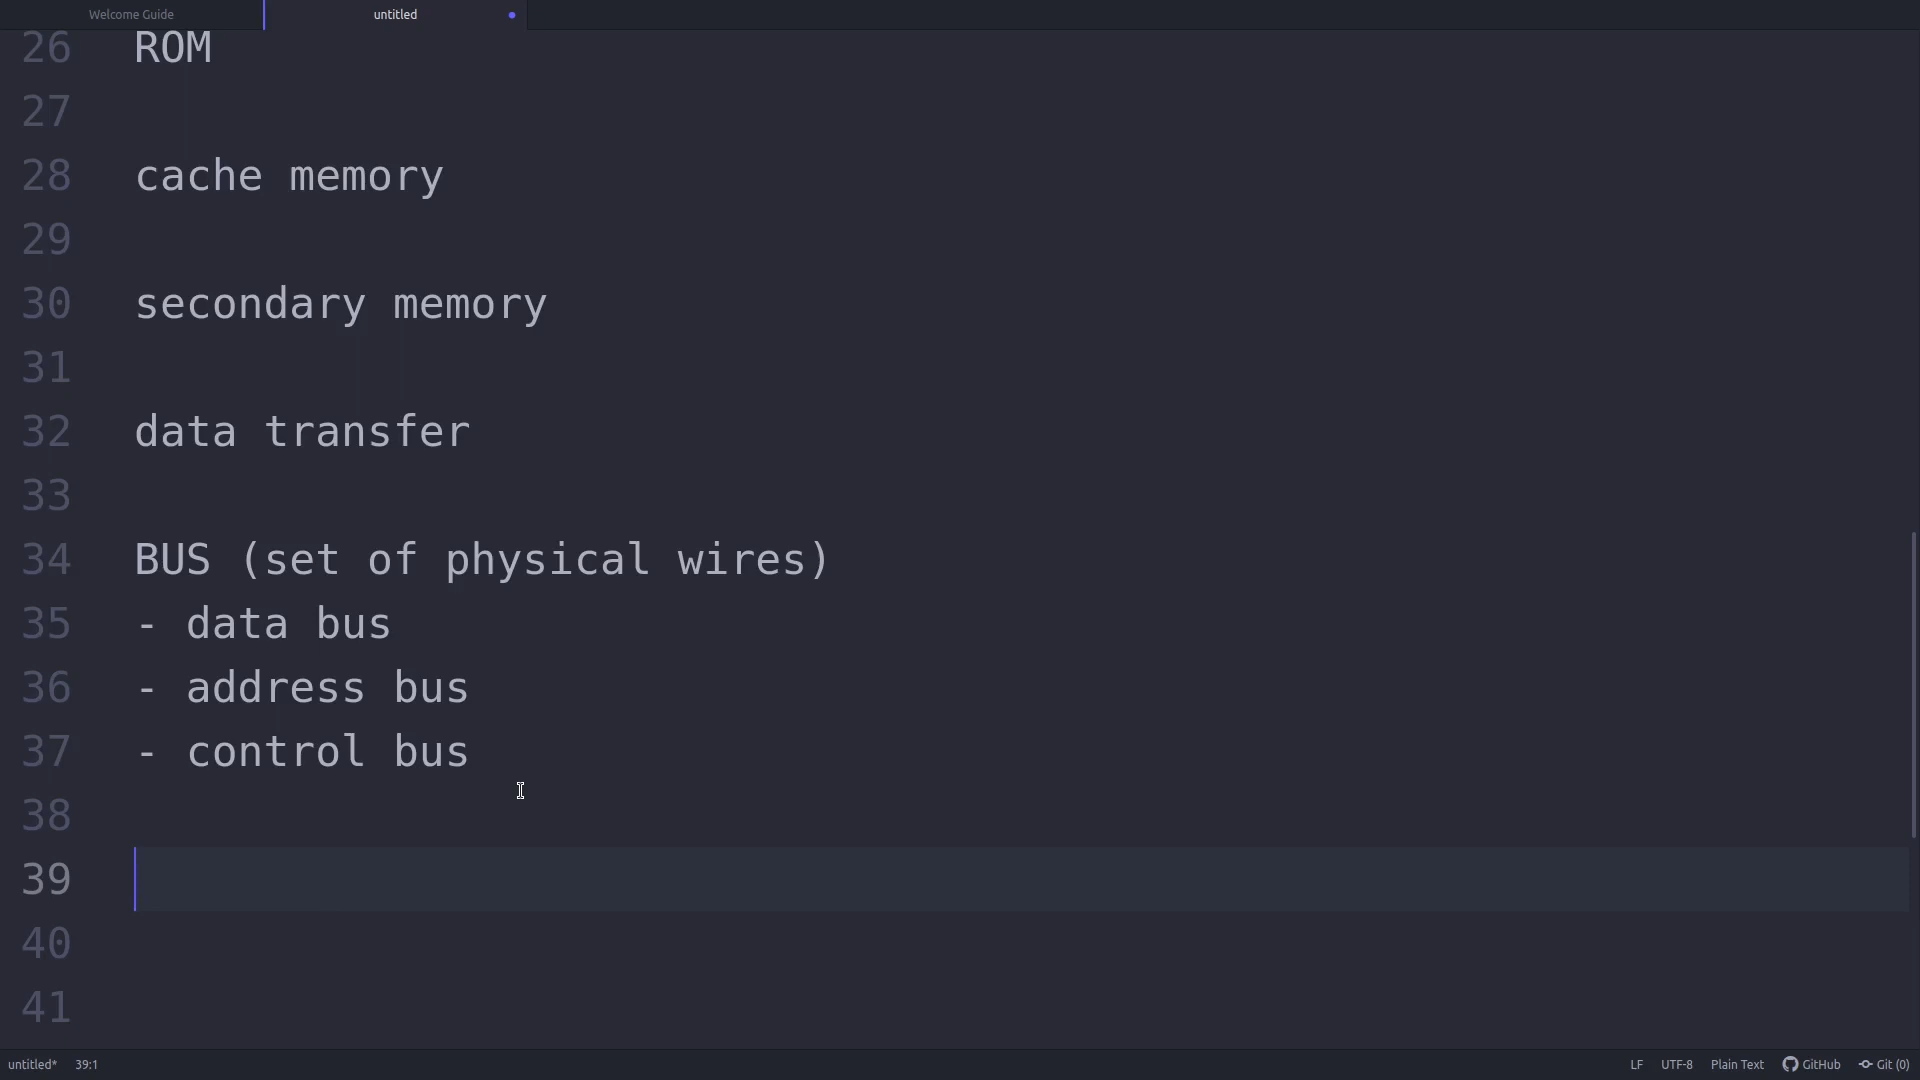 Welcome Guide
untitled
26 ROM
27
28 cache memory
29
30 secondary memory
31
32 data transfer
33
34 BUS (set of physical wires)
35 - data bus
36 - address bus
37 - control bus
38
39
40
41
untitled* 39:1 LF UTF-8 Plain Text GitHub Git (0)